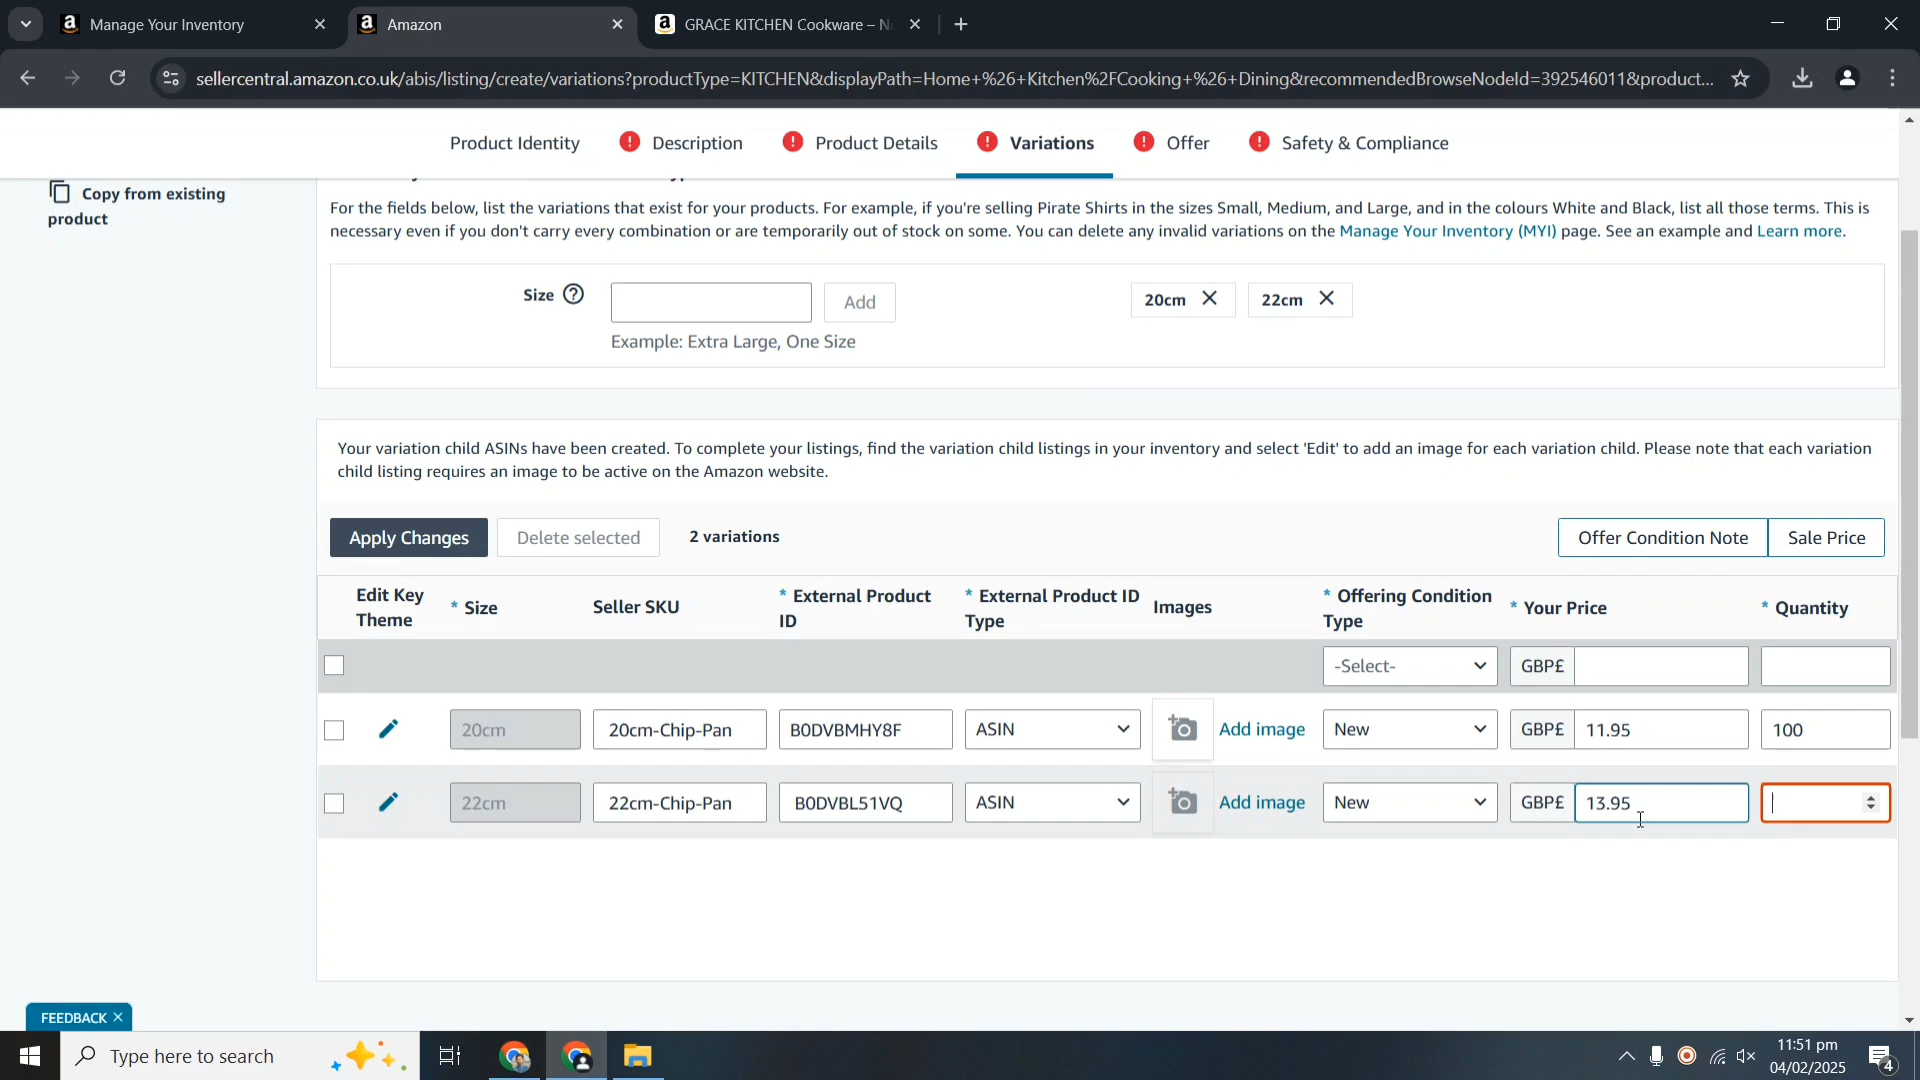 Manage Your Inventory
Amazon
GRACE KITCHEN Cookware – N
sellercentral.amazon.co.uk/abis/listing/create/variations?productType=KITCHEN&displayPath=Home+%26+Kitchen%2FCooking+%26+Dining&recommendedBrowseNodeId=392546011&product...
Product Identity
Description
Product Details
Variations
Offer
Safety & Compliance
Copy from existing
product
For the fields below, list the variations that exist for your products. For example, if you're selling Pirate Shirts in the sizes Small, Medium, and Large, and in the colours White and Black, list all those terms. This is
necessary even if you don't carry every combination or are temporarily out of stock on some. You can delete any invalid variations on the Manage Your Inventory (MYI) page. See an example and Learn more.
Size ?
Add
20cm
22cm
Example: Extra Large, One Size
Your variation child ASINs have been created. To complete your listings, find the variation child listings in your inventory and select 'Edit' to add an image for each variation child. Please note that each variation
child listing requires an image to be active on the Amazon website.
Apply Changes
Delete selected
2 variations
Offer Condition Note
Sale Price
Edit Key
Theme
* Size
Seller SKU
* External Product
ID
* External Product ID
Type
Images
* Offering Condition
Type
* Your Price
* Quantity
-Select-
GBP£
20cm
20cm-Chip-Pan
B0DVBMHY8F
ASIN
Add image
New
GBP£
11.95
100
22cm
22cm-Chip-Pan
B0DVBL51VQ
ASIN
Add image
New
GBP£
13.95
FEEDBACK
Type here to search
11:51 pm
04/02/2025
4